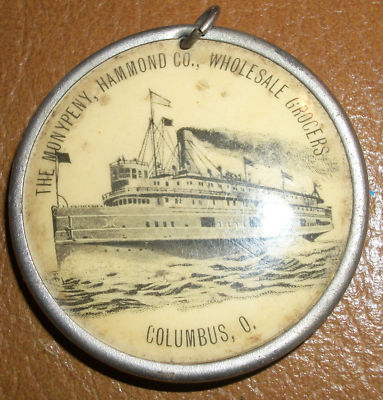 THE MONYPENY, HAMMOND CO., WHOLESALE GROCERS
COLUMBUS, O.